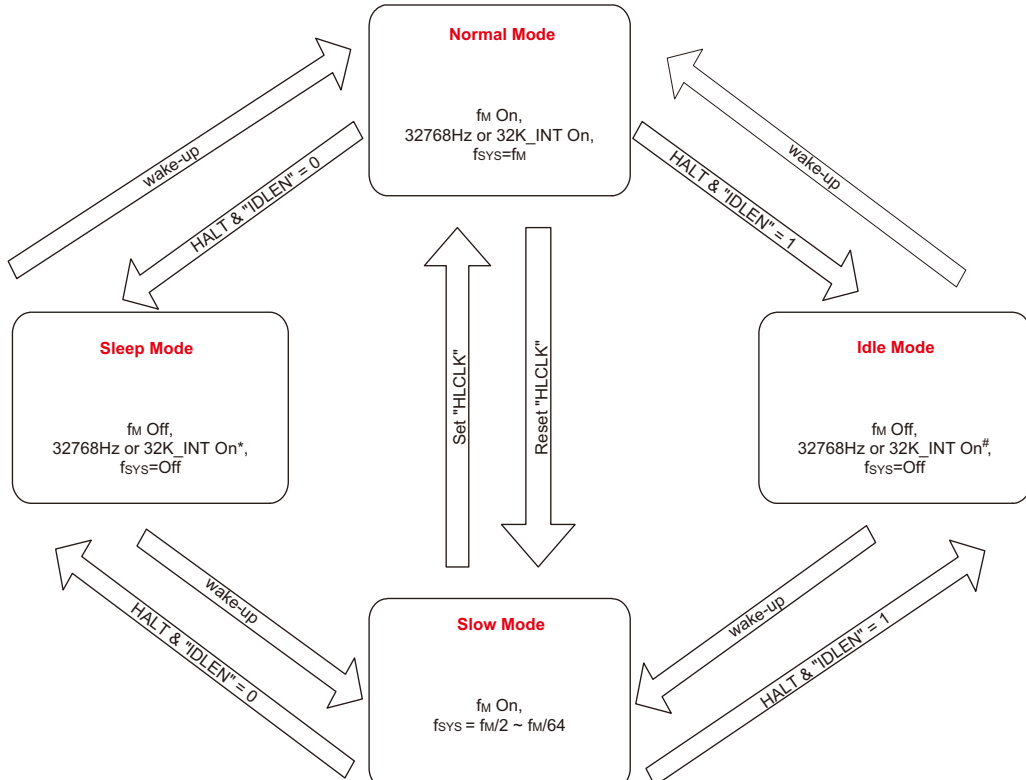 Normal Mode
fM On,
32768Hz or 32K_INT On,
fSYS=fM
wake-up
HALT & "IDLEN" = 0
HALT & "IDLEN" = 1
wake-up
Sleep Mode
fM Off,
32768Hz or 32K_INT On*,
fSYS=Off
Set "HLCLK"
Reset "HLCLK"
Idle Mode
fM Off,
32768Hz or 32K_INT On#,
fSYS=Off
wake-up
HALT & "IDLEN" = 0
wake-up
HALT & "IDLEN" = 1
Slow Mode
fM On,
fSYS = fM/2 ~ fM/64